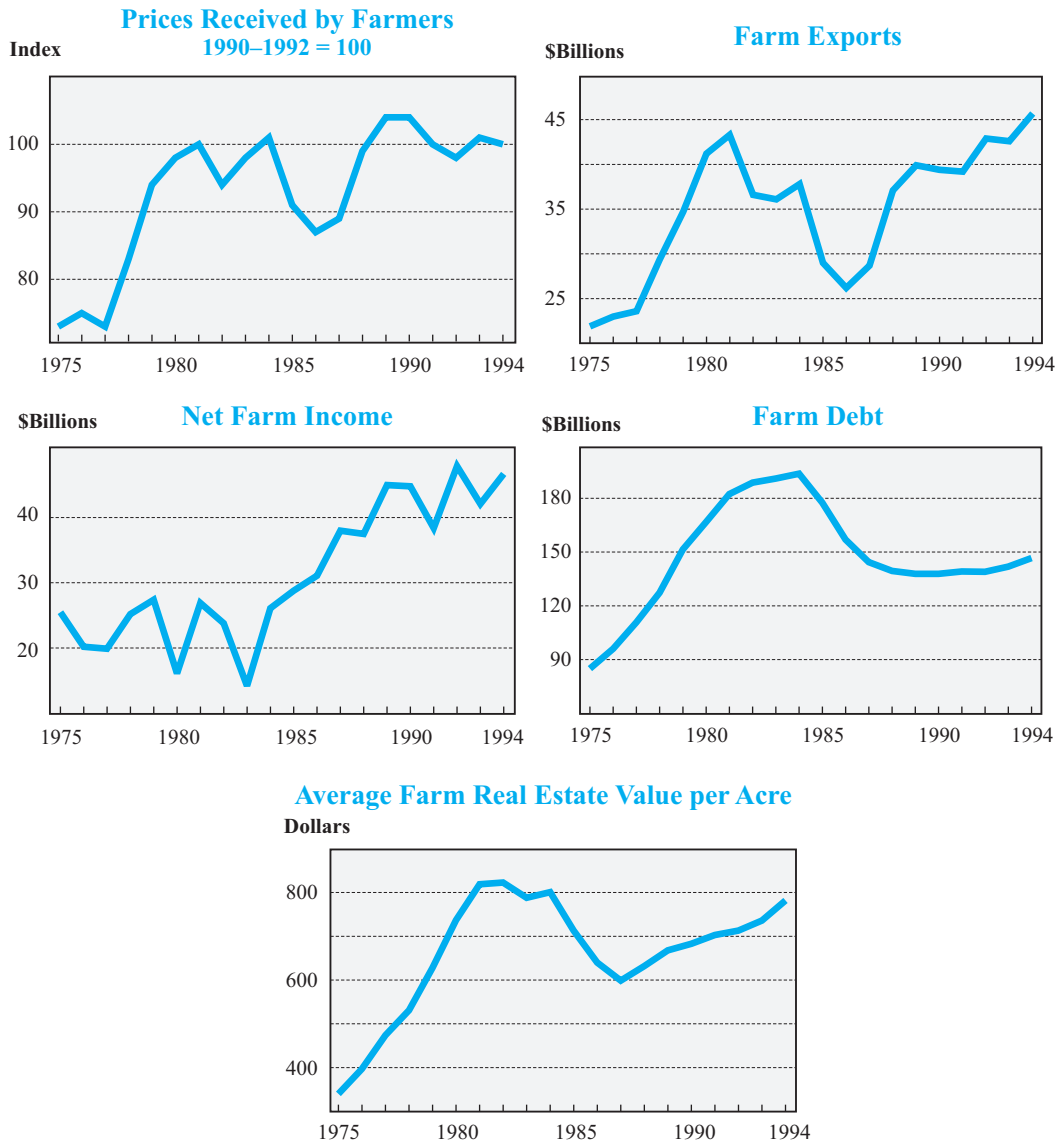 Prices Received by Farmers
1990–1992 = 100
Index
100
90
80
1975 1980 1985 1990 1994
Farm Exports
$Billions
45
35
25
1975 1980 1985 1990 1994
Net Farm Income
$Billions
40
30
20
1975 1980 1985 1990 1994
Farm Debt
$Billions
180
150
120
90
1975 1980 1985 1990 1994
Average Farm Real Estate Value per Acre
Dollars
800
600
400
1975 1980 1985 1990 1994